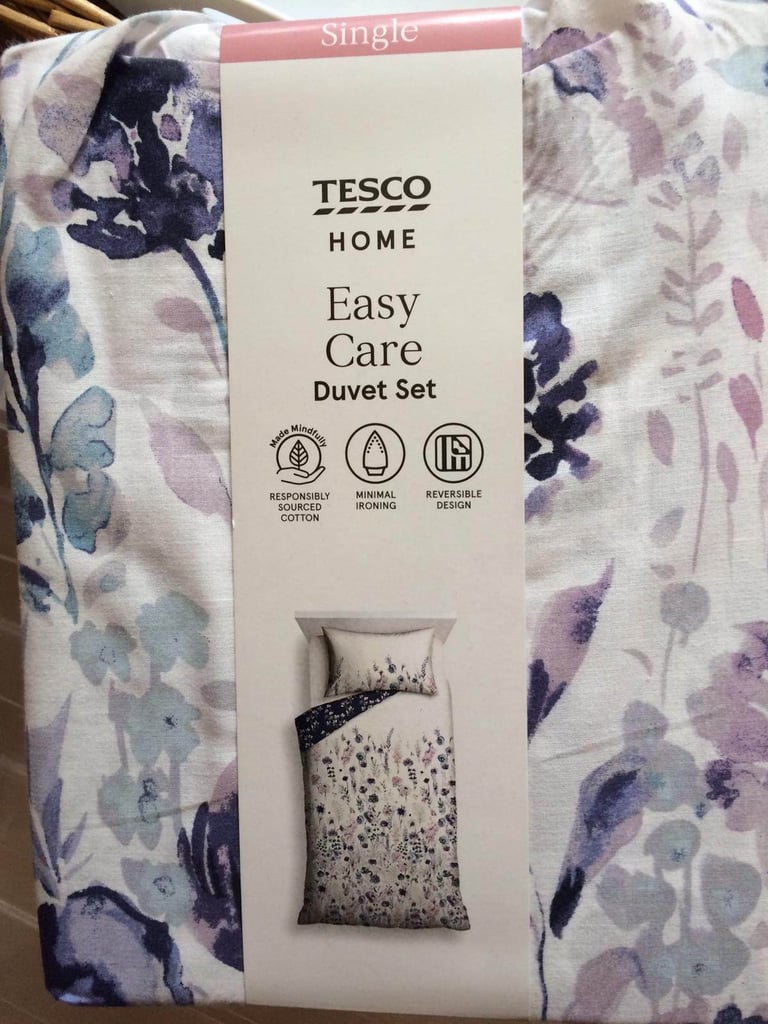 Single
TESCO
HOME
Easy
Care
Duvet Set
Made Mindfully
RESPONSIBLY
SOURCED
COTTON
MINIMAL
IRONING
REVERSIBLE
DESIGN